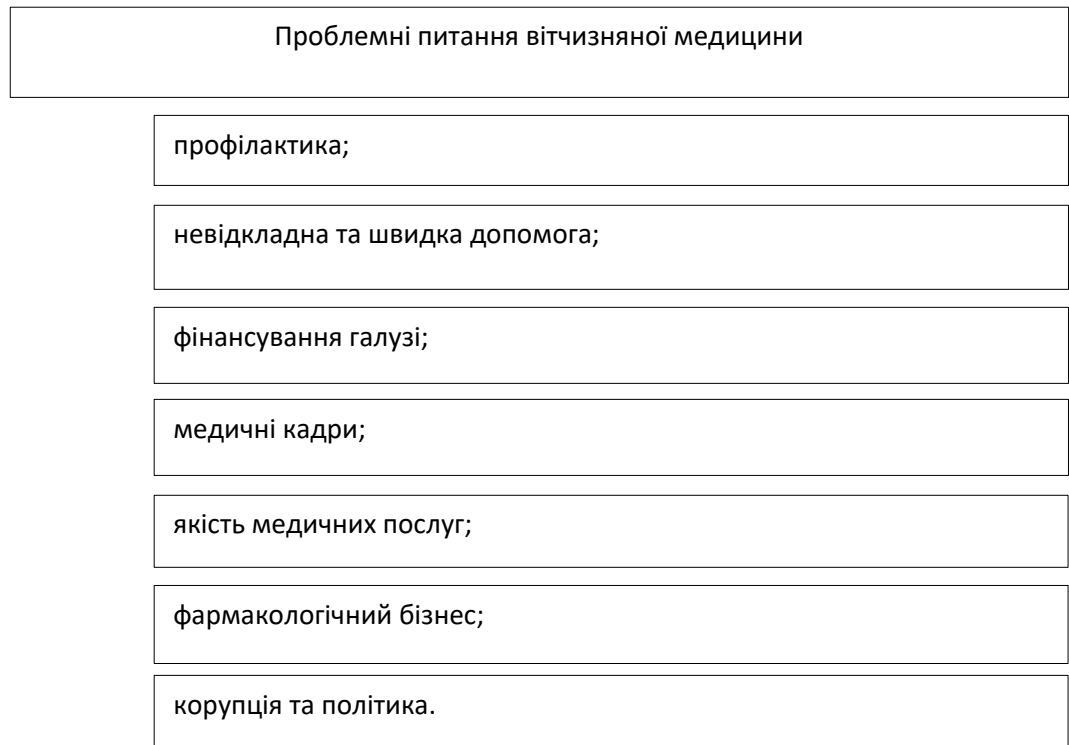 Проблемні питання вітчизняної медицини
профілактика;
невідкладна та швидка допомога;
фінансування галузі;
медичні кадри;
якість медичних послуг;
фармакологічний бізнес;
корупція та політика.